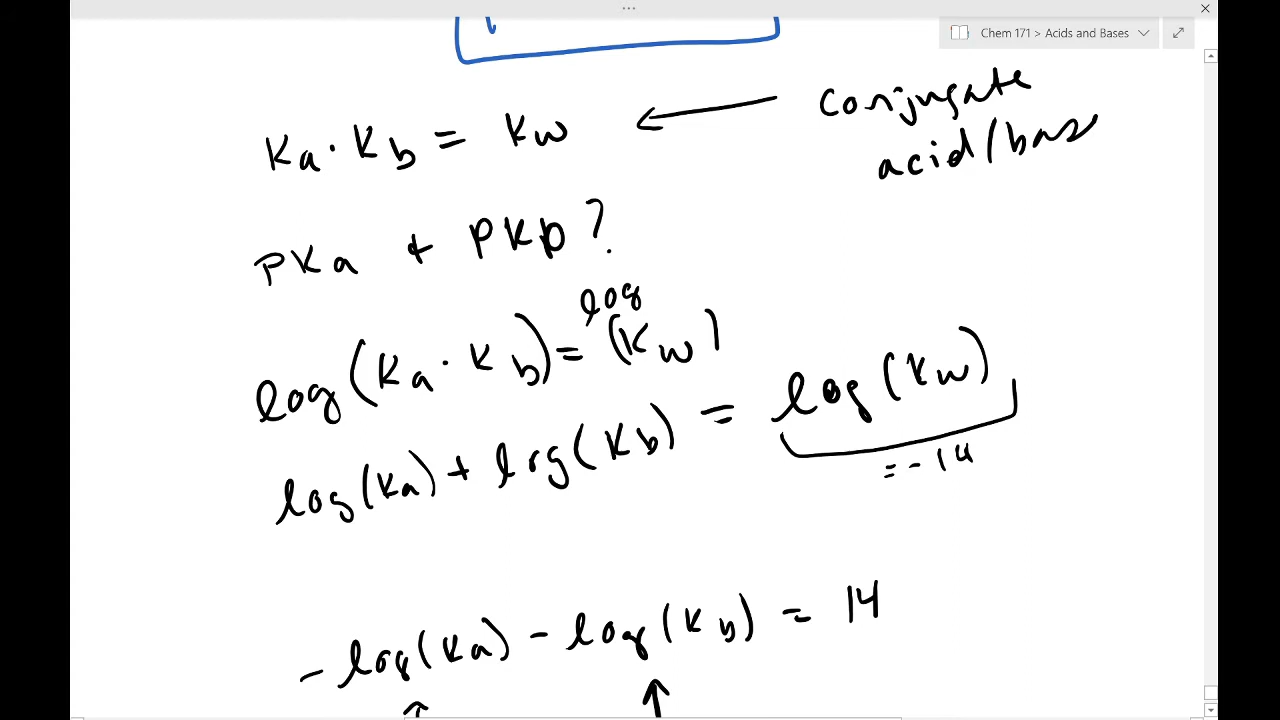 Chem 171 > Acids and Bases
Ka · Kb = Kw ← conjugate
acid/base
PKa + PKb?
log(Ka · Kb) = log(Kw)
log(Ka) + log(Kb) = log(Kw)
= -14
- log(Ka) - log(Kb) = 14